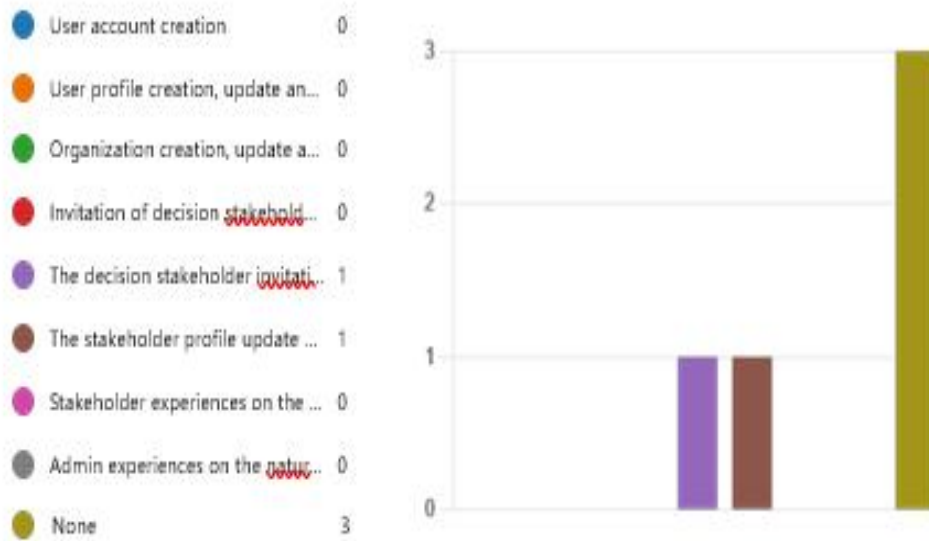 User account creation 0
User profile creation, update an... 0
Organization creation, update a... 0
Invitation of decision stakehold... 0
The decision stakeholder invitati... 1
The stakeholder profile update ... 1
Stakeholder experiences on the ... 0
Admin experiences on the natur... 0
None 3
3
2
1
0